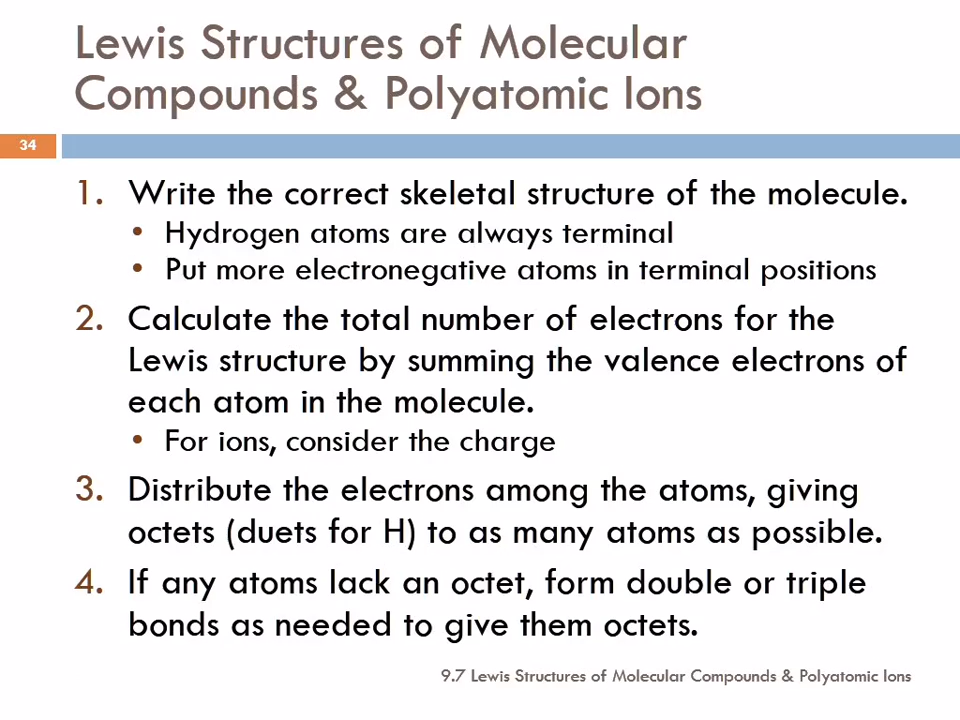 Lewis Structures of Molecular
Compounds & Polyatomic Ions
34
1. Write the correct skeletal structure of the molecule.
• Hydrogen atoms are always terminal
• Put more electronegative atoms in terminal positions
2. Calculate the total number of electrons for the
Lewis structure by summing the valence electrons of
each atom in the molecule.
• For ions, consider the charge
3. Distribute the electrons among the atoms, giving
octets (duets for H) to as many atoms as possible.
4. If any atoms lack an octet, form double or triple
bonds as needed to give them octets.
9.7 Lewis Structures of Molecular Compounds & Polyatomic Ions